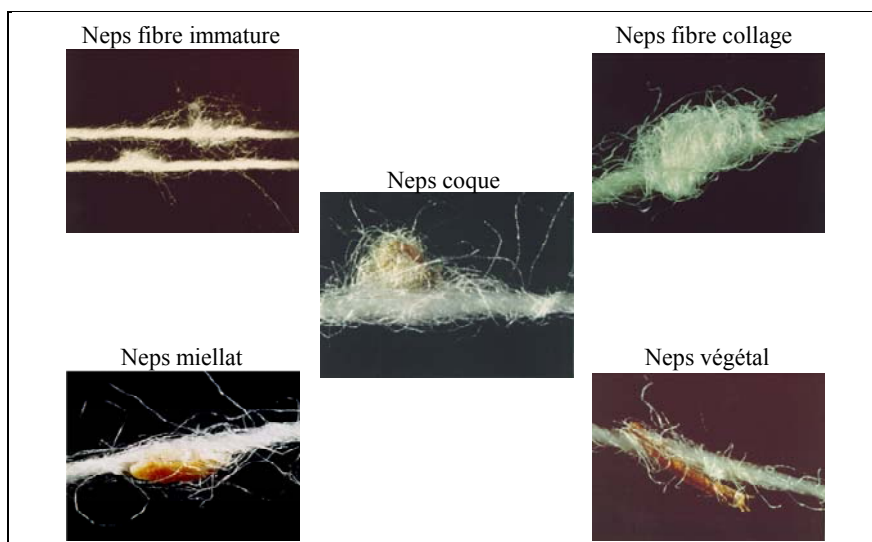 Neps fibre immature
Neps fibre collage
Neps coque
Neps miellat
Neps végétal